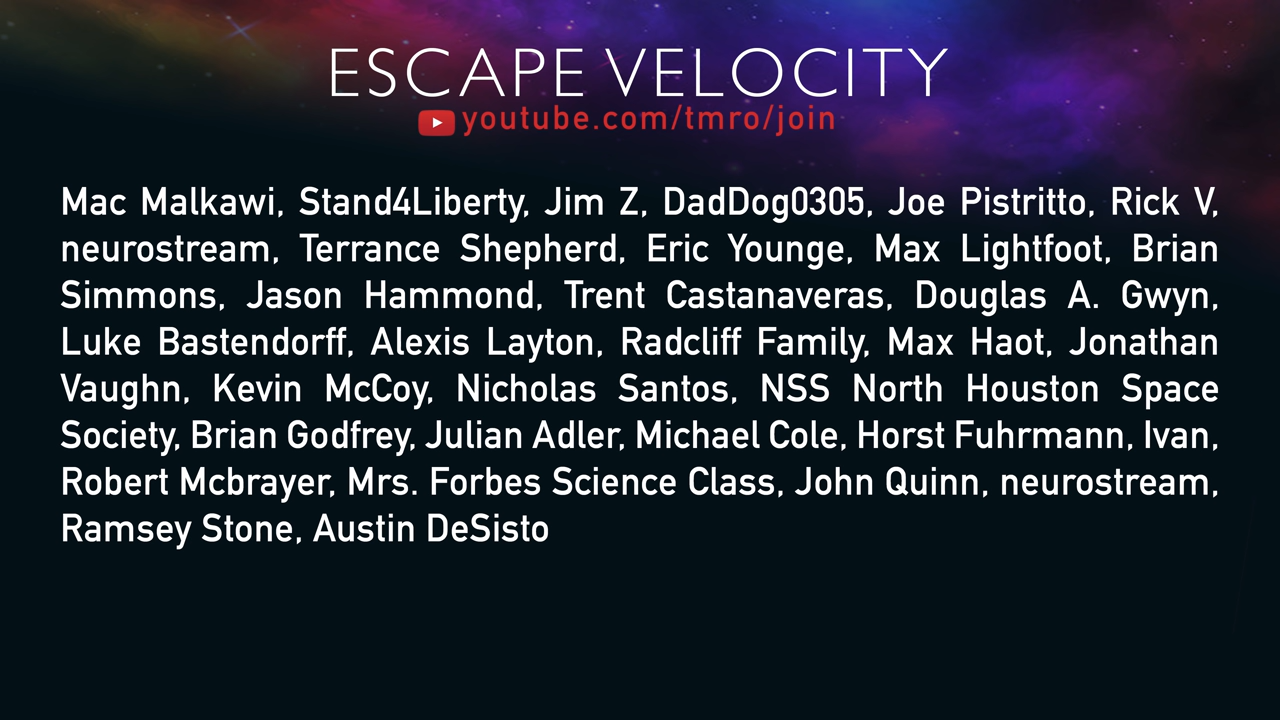 ESCAPE VELOCITY
youtube.com/tmro/join
Mac Malkawi, Stand4Liberty, Jim Z, DadDog0305, Joe Pistritto, Rick V,
neurostream, Terrance Shepherd, Eric Younge, Max Lightfoot, Brian
Simmons, Jason Hammond, Trent Castanaveras, Douglas A. Gwyn,
Luke Bastendorff, Alexis Layton, Radcliff Family, Max Haot, Jonathan
Vaughn, Kevin McCoy, Nicholas Santos, NSS North Houston Space
Society, Brian Godfrey, Julian Adler, Michael Cole, Horst Fuhrmann, Ivan,
Robert Mcbrayer, Mrs. Forbes Science Class, John Quinn, neurostream,
Ramsey Stone, Austin DeSisto